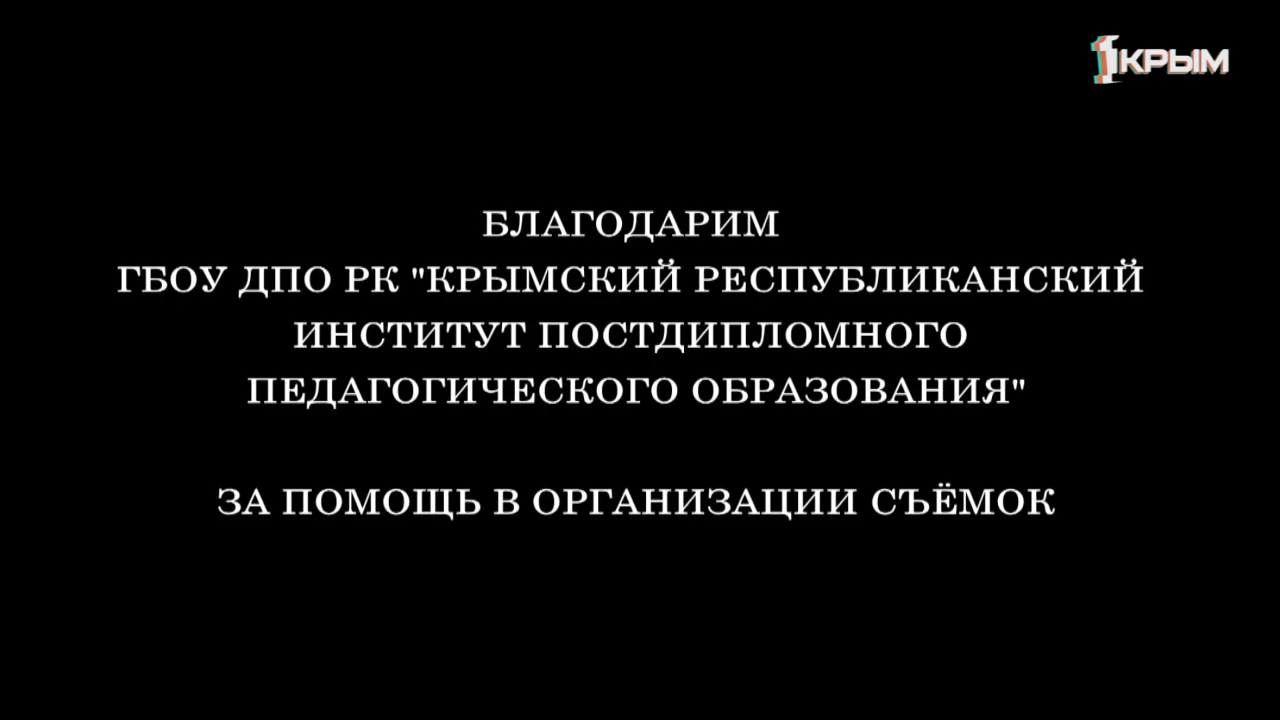 1КРЫМ
БЛАГОДАРИМ
ГБОУ ДПО РК "КРЫМСКИЙ РЕСПУБЛИКАНСКИЙ
ИНСТИТУТ ПОСТДИПЛОМНОГО
ПЕДАГОГИЧЕСКОГО ОБРАЗОВАНИЯ"
ЗА ПОМОЩЬ В ОРГАНИЗАЦИИ СЪЁМОК